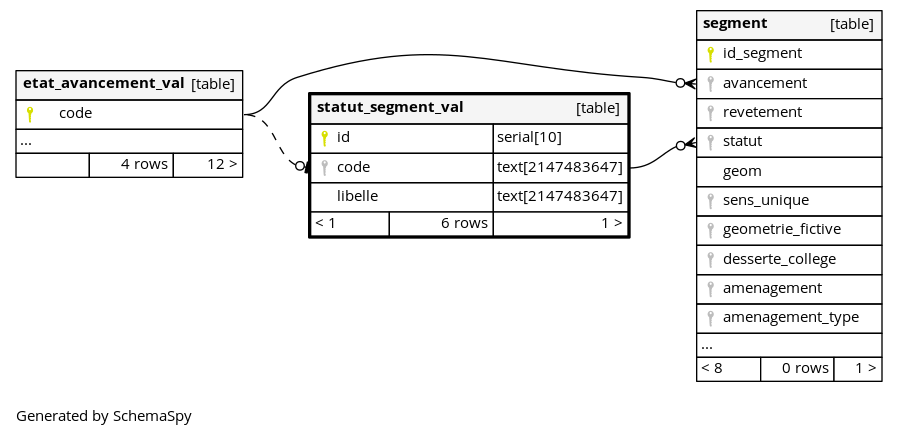 etat_avancement_val [table]
code
...
4 rows 12 >
statut_segment_val [table]
id serial[10]
code text[2147483647]
libelle text[2147483647]
< 1 6 rows 1 >
segment [table]
id_segment
avancement
revetement
statut
geom
sens_unique
geometrie_fictive
desserte_college
amenagement
amenagement_type
...
< 8 0 rows 1 >
Generated by SchemaSpy